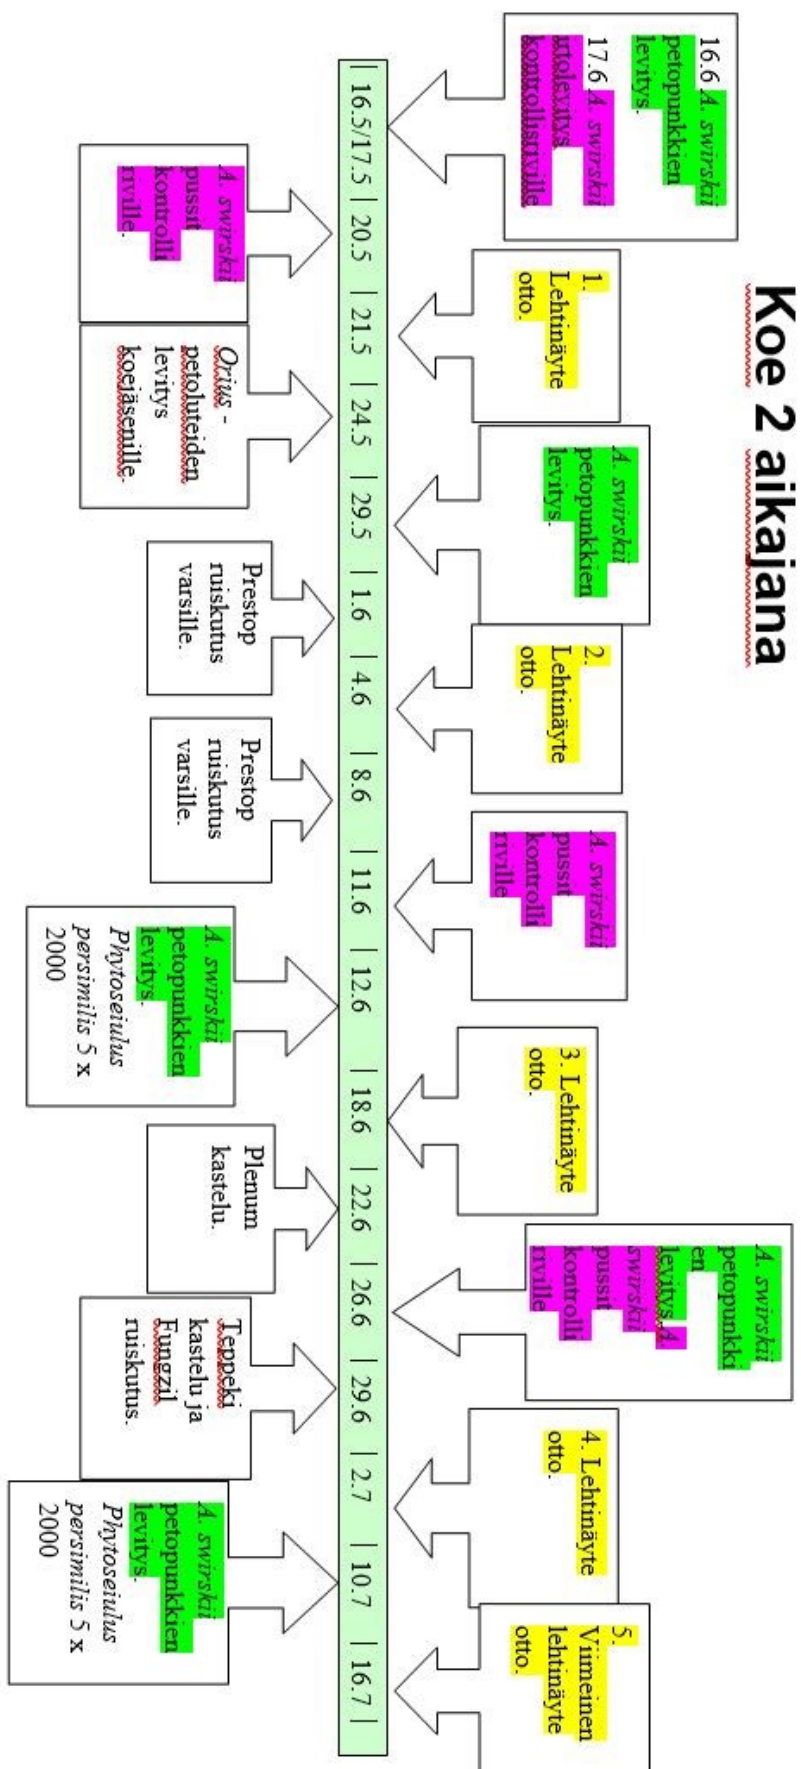 Koe 2 aikajana
16.6 A. swirskii
petopunkkien
levitys.
17.6 A. swirskii
irtolevitys
kontrollisriville
1.
Lehtinäyte
otto.
A. swirskii
petopunkkien
levitys.
2.
Lehtinäyte
otto.
A. swirskii
pussit
kontrolli
riville
3. Lehtinäyte
otto.
A. swirskii
petopunkki
en
levitys. A.
swirskii
pussit
kontrolli
riville
4. Lehtinäyte
otto.
5.
Viimeinen
lehtinäyte
otto.
| 16.5/17.5 | 20.5 | 21.5 | 24.5 | 29.5 | 1.6 | 4.6 | 8.6 | 11.6 | 12.6 | 18.6 | 22.6 | 26.6 | 29.6 | 2.7 | 10.7 | 16.7 |
A. swirskii
pussit
kontrolli
riville.
Orius -
petoluteiden
levitys
koejäsenille.
Prestop
ruiskutus
varsille.
Prestop
ruiskutus
varsille.
A. swirskii
petopunkkien
levitys.
Phytoseiulus
persimilis 5 x
2000
Plenum
kastelu.
Teppeki
kastelu ja
Fungzil
ruiskutus.
A. swirskii
petopunkkien
levitys.
Phytoseiulus
persimilis 5 x
2000